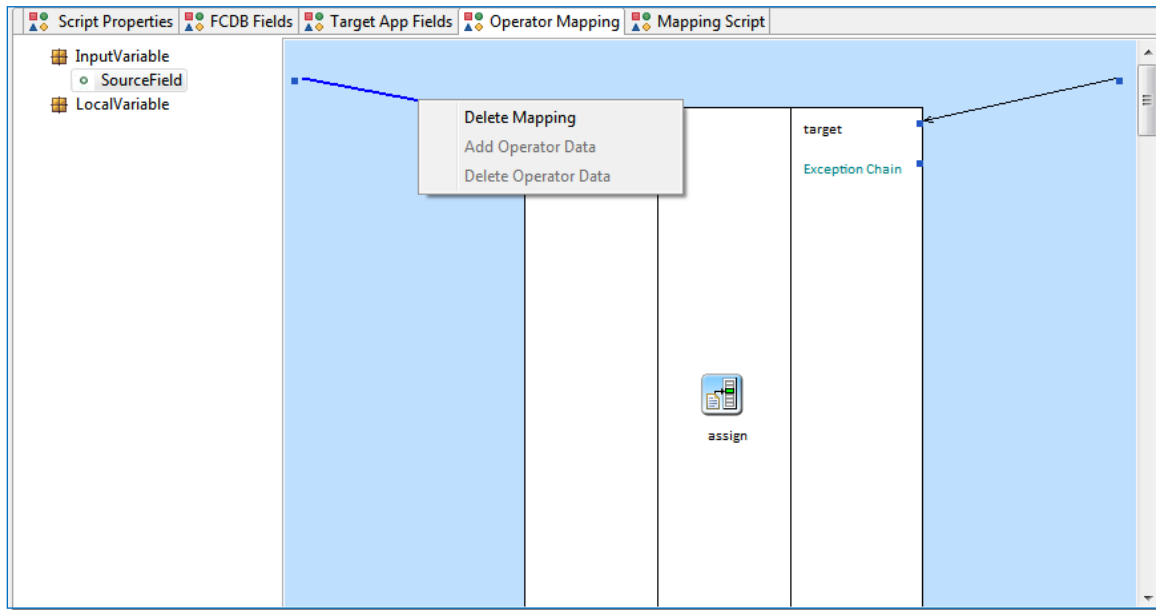 Script Properties FCDB Fields Target App Fields Operator Mapping Mapping Script
InputVariable
SourceField
LocalVariable
Delete Mapping
Add Operator Data
Delete Operator Data
target
Exception Chain
assign